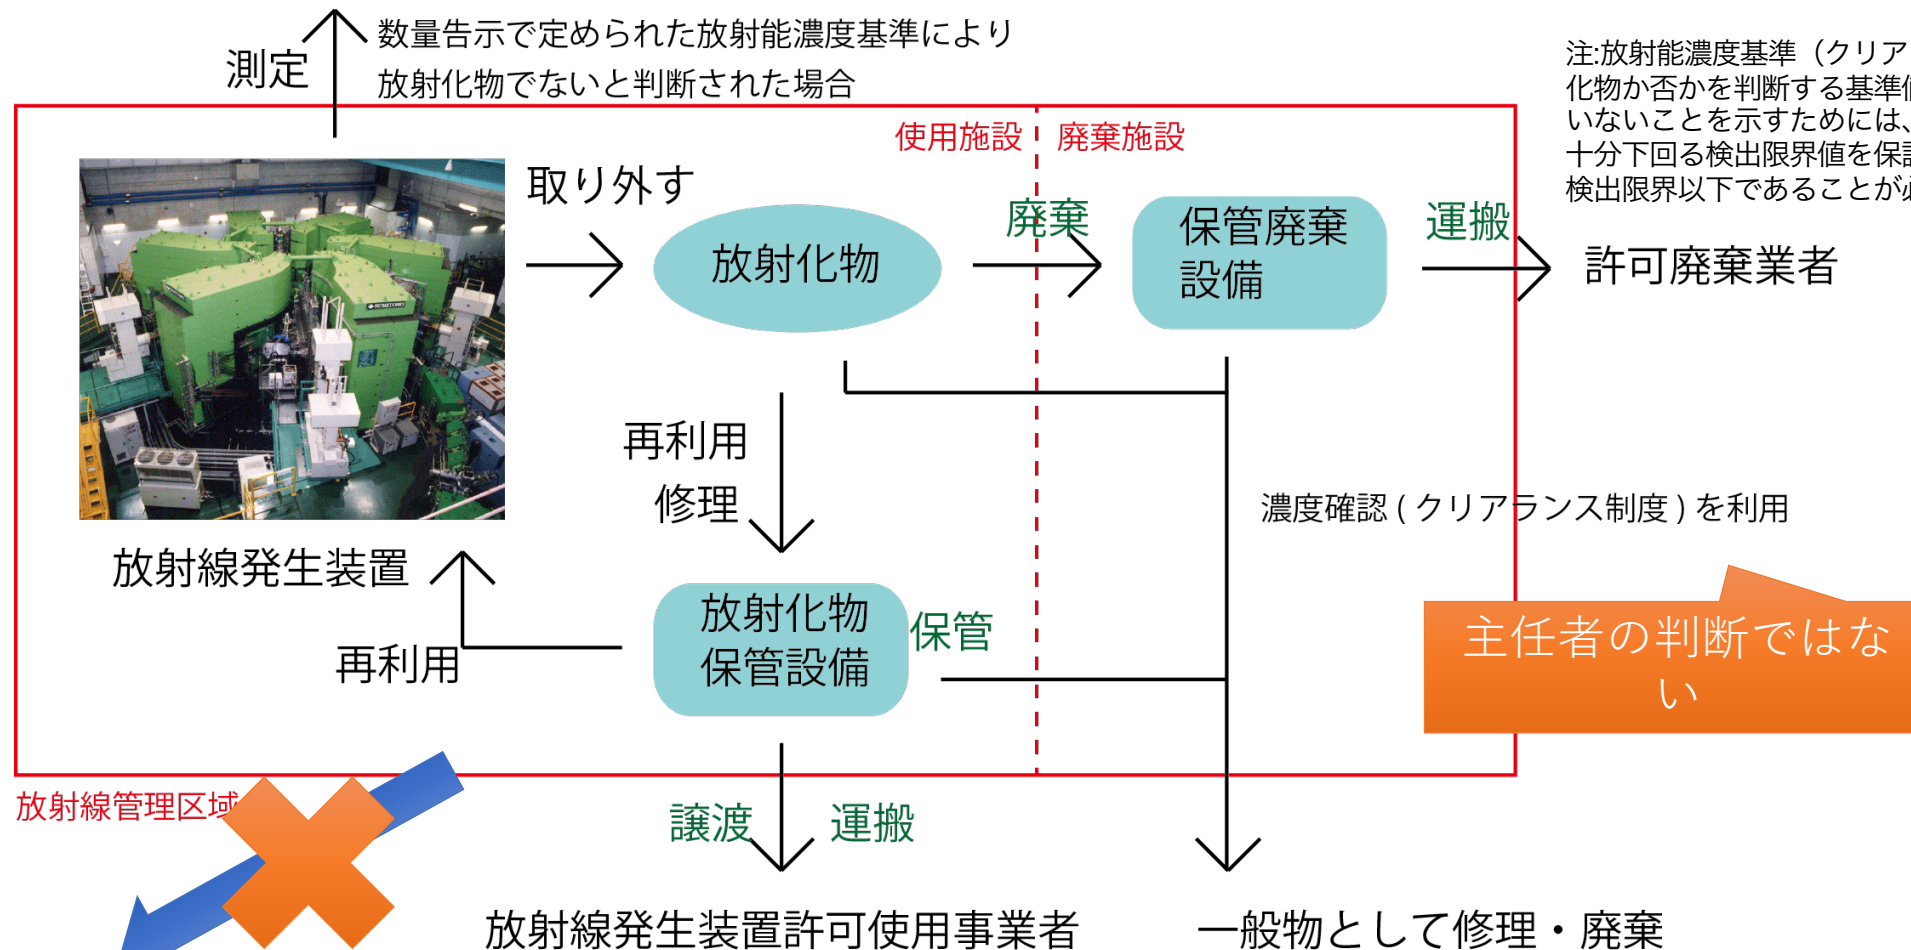 数量告示で定められた放射能濃度基準により
測定
放射化物でないと判断された場合
注:放射能濃度基準（クリア
化物か否かを判断する基準
いないことを示すためには、
十分下回る検出限界値を保
検出限界以下であることが
使用施設
廃棄施設
取り外す
放射化物
廃棄
保管廃棄
設備
運搬
許可廃棄業者
SUMITOMO
再利用
修理
濃度確認 ( クリアランス制度 ) を利用
放射線発生装置
放射化物
保管設備
保管
再利用
主任者の判断ではな
い
放射線管理区域
譲渡
運搬
放射線発生装置許可使用事業者
一般物として修理・廃棄